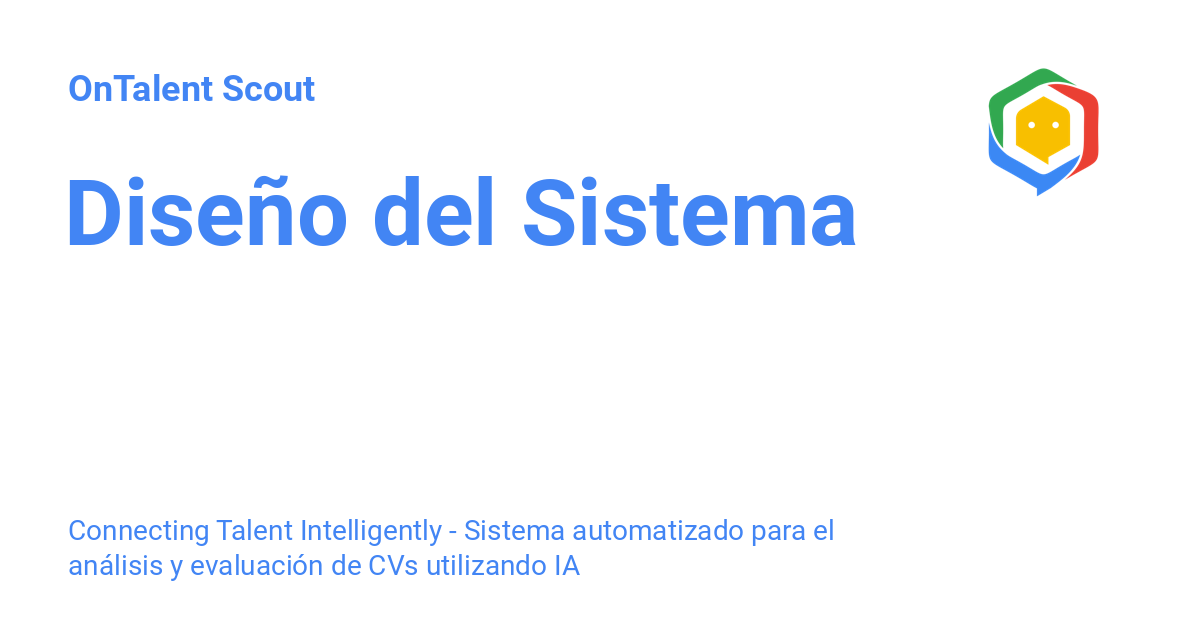 OnTalent Scout
Diseño del Sistema
Connecting Talent Intelligently - Sistema automatizado para el
análisis y evaluación de CVs utilizando IA